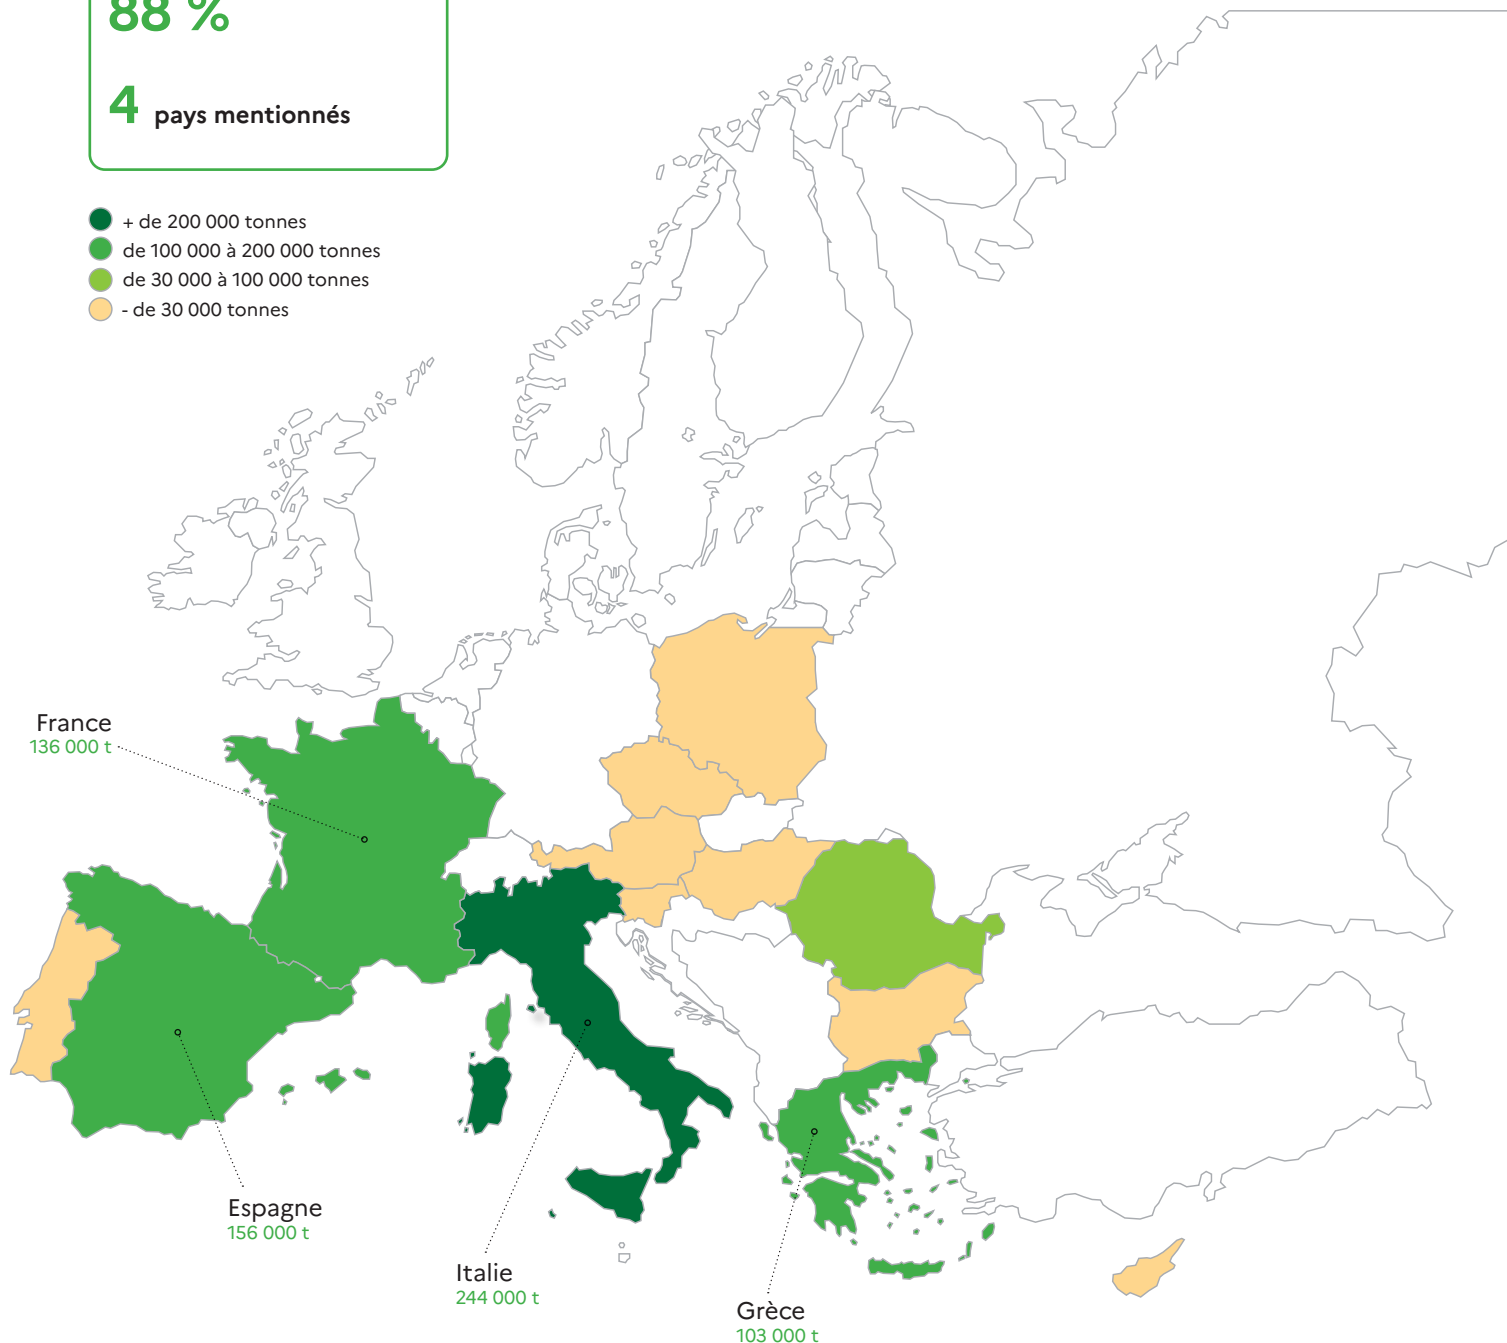 88 %
4 pays mentionnés
+ de 200 000 tonnes
de 100 000 à 200 000 tonnes
de 30 000 à 100 000 tonnes
- de 30 000 tonnes
France
136 000 t
Espagne
156 000 t
Italie
244 000 t
Grèce
103 000 t